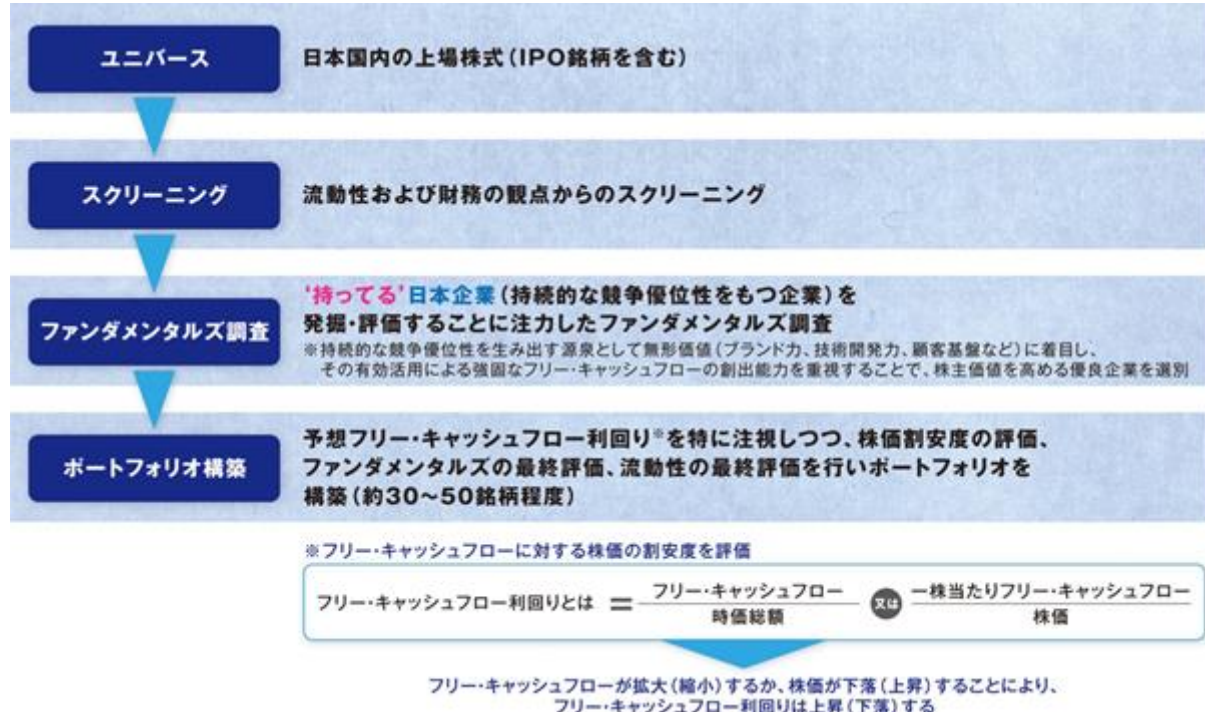 ユニバース
日本国内の上場株式(IPO銘柄を含む)
スクリーニング
流動性および財務の観点からのスクリーニング
ファンダメンタルズ調査
'持ってる'日本企業(持続的な競争優位性をもつ企業)を
発掘・評価することに注力したファンダメンタルズ調査
※持続的な競争優位性を生み出す源泉として無形価値(ブランド力、技術開発力、顧客基盤など)に着目し、
その有効活用による強固なフリー・キャッシュフローの創出能力を重視することで、株主価値を高める優良企業を選別
ポートフォリオ構築
予想フリー・キャッシュフロー利回り※を特に注視しつつ、株価割安度の評価、
ファンダメンタルズの最終評価、流動性の最終評価を行いポートフォリオを
構築(約30〜50銘柄程度)
※フリー・キャッシュフローに対する株価の割安度を評価
フリー・キャッシュフロー利回りとは = フリー・キャッシュフロー 又は 一株当たりフリー・キャッシュフロー
時価総額 株価
フリー・キャッシュフローが拡大(縮小)するか、株価が下落(上昇)することにより、
フリー・キャッシュフロー利回りは上昇(下落)する